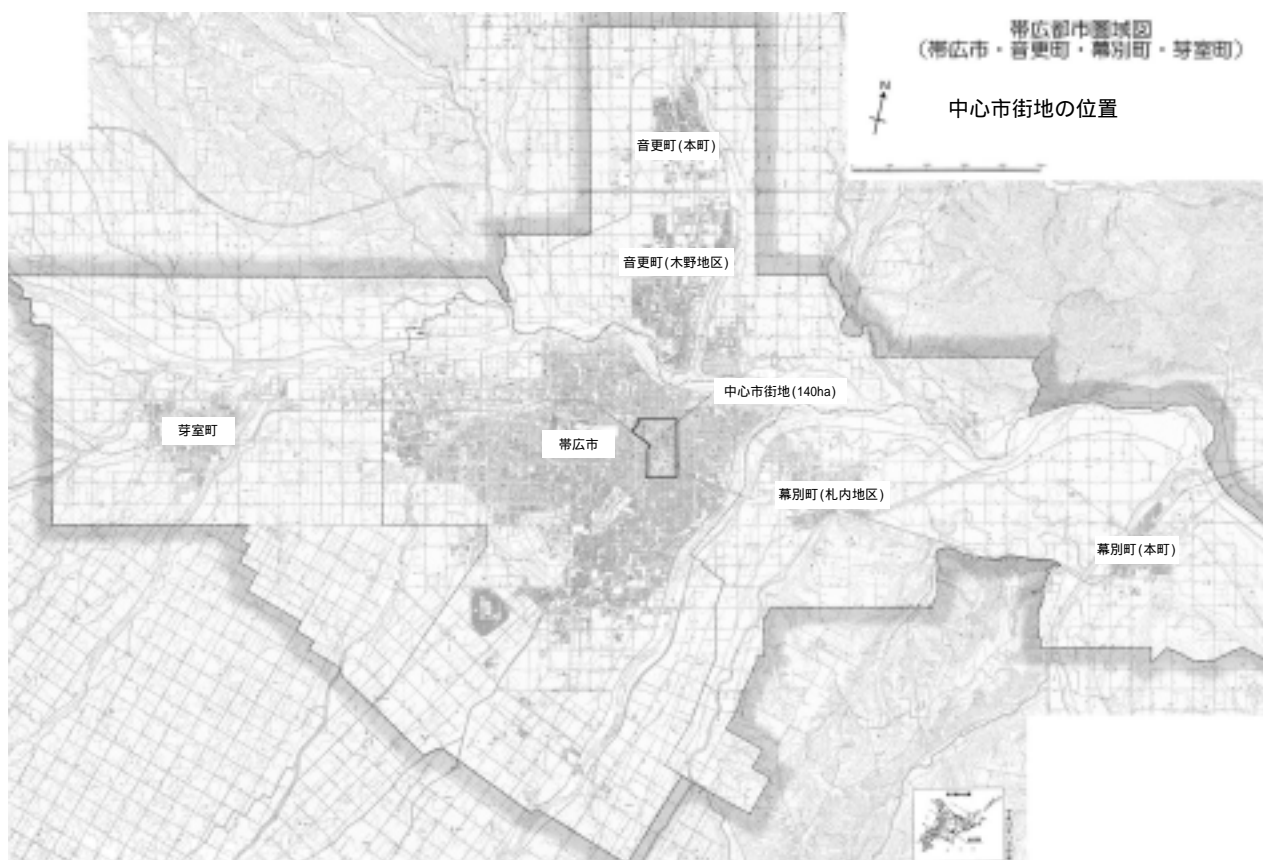 帯広都市圏域図
(帯広市・音更町・幕別町・芽室町)
N
中心市街地の位置
音更町(本町)
音更町(木野地区)
中心市街地(140ha)
芽室町
帯広市
幕別町(札内地区)
幕別町(本町)